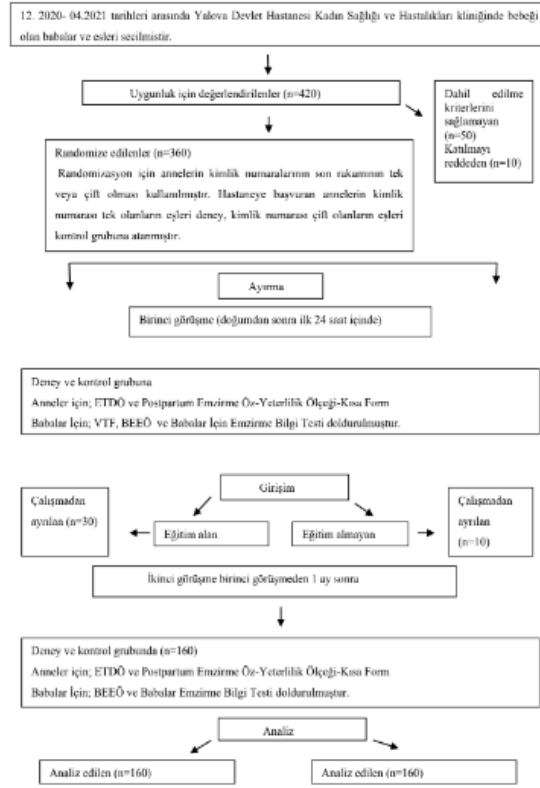 12. 2020- 04.2021 tarihleri arasında Yalova Devlet Hastanesi Kadın Sağlığı ve Hastalıkları kliniğinde bebeği
olan babalar ve eşleri seçilmiştir.
Uygunluk için değerlendirilenler (n=420)
Dahil edilme
kriterlerini
sağlamayan
(n=50)
Katılmayı
reddeden (n=10)
Randomize edilenler (n=360)
Randomizasyon için annelerin kimlik numaralarının son rakamının tek
veya çift olması kullanılmıştır. Hastaneye başvuran annelerin kimlik
numarası tek olanların eşleri deney, kimlik numarası çift olanların eşleri
kontrol grubuna atanmıştır.
Ayırma
Birinci görüşme (doğumdan sonra ilk 24 saat içinde)
Deney ve kontrol grubuna
Anneler için; ETDÖ ve Postpartum Emzirme Öz-Yeterlilik Ölçeği-Kısa Form
Babalar İçin; VTF, BEEÖ ve Babalar İçin Emzirme Bilgi Testi doldurulmuştur.
Girişim
Çalışmadan
ayrılan (n=30)
Eğitim alan
Eğitim almayan
Çalışmadan
ayrılan
(n=10)
İkinci görüşme birinci görüşmeden 1 ay sonra
Deney ve kontrol grubunda (n=160)
Anneler için; ETDÖ ve Postpartum Emzirme Öz-Yeterlilik Ölçeği-Kısa Form
Babalar İçin; BEEÖ ve Babalar Emzirme Bilgi Testi doldurulmuştur.
Analiz
Analiz edilen (n=160)
Analiz edilen (n=160)